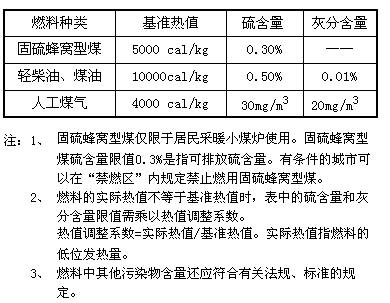 燃料种类 基准热值 硫含量 灰分含量
固硫蜂窝型煤 5000 cal/kg 0.30% ——
轻柴油、煤油 10000cal/kg 0.50% 0.01%
人工煤气 4000 cal/kg 30mg/m³ 20mg/m³
注：1、 固硫蜂窝型煤仅限于居民采暖小煤炉使用。固硫蜂窝型
煤硫含量限值0.3%是指可排放硫含量。有条件的城市可
以在“禁燃区”内规定禁止燃用固硫蜂窝型煤。
2、 燃料的实际热值不等于基准热值时，表中的硫含量和灰
分含量限值需乘以热值调整系数。
热值调整系数=实际热值/基准热值。实际热值指燃料的
低位发热量。
3、 燃料中其他污染物含量还应符合有关法规、标准的规
定。